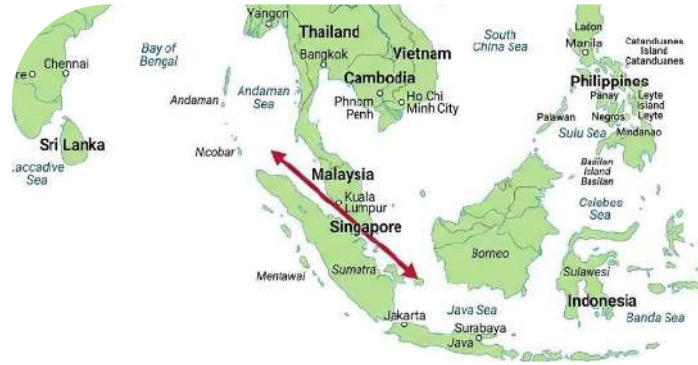 Yangon
Thailand
Bangkok
Vietnam
Cambodia
Phnom
Penh
Ho Chi
Minh City
South
China Sea
Manila
Catanduanes
Island
Catanduanes
Philippines
Panay
Leyte
Island
Leyte
Negros
Palawan
Sulu Sea
Mindanao
Basilan
Island
Basilan
Celebes
Sea
Bay of
Bengal
Chennai
re
Andaman
Andaman
Sea
Sri Lanka
Laccadive
Sea
Nicobar
Malaysia
Kuala
Lumpur
Singapore
Borneo
Mentawai
Sumatra
Sulawesi
Indonesia
Java Sea
Banda Sea
Jakarta
Surabaya
Java